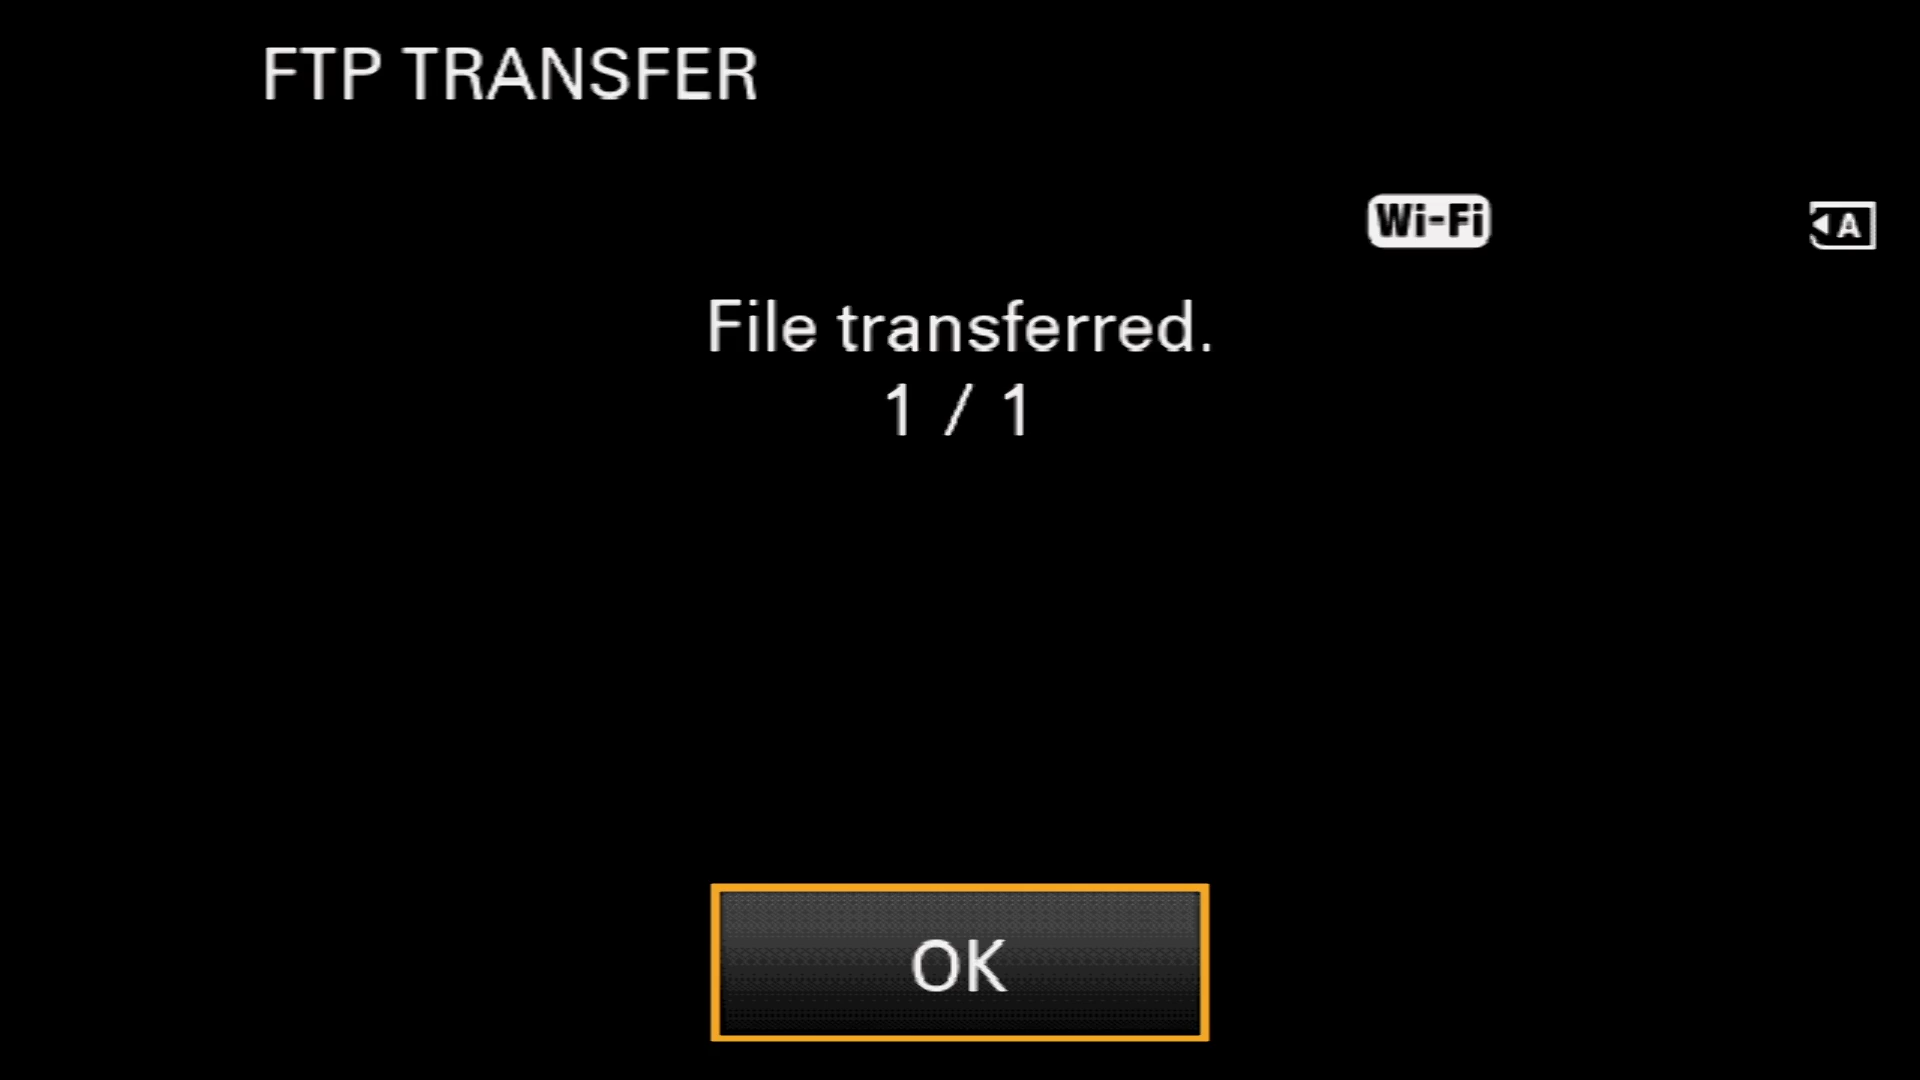 FTP TRANSFER
Wi-Fi
A
File transferred.
1 / 1
OK